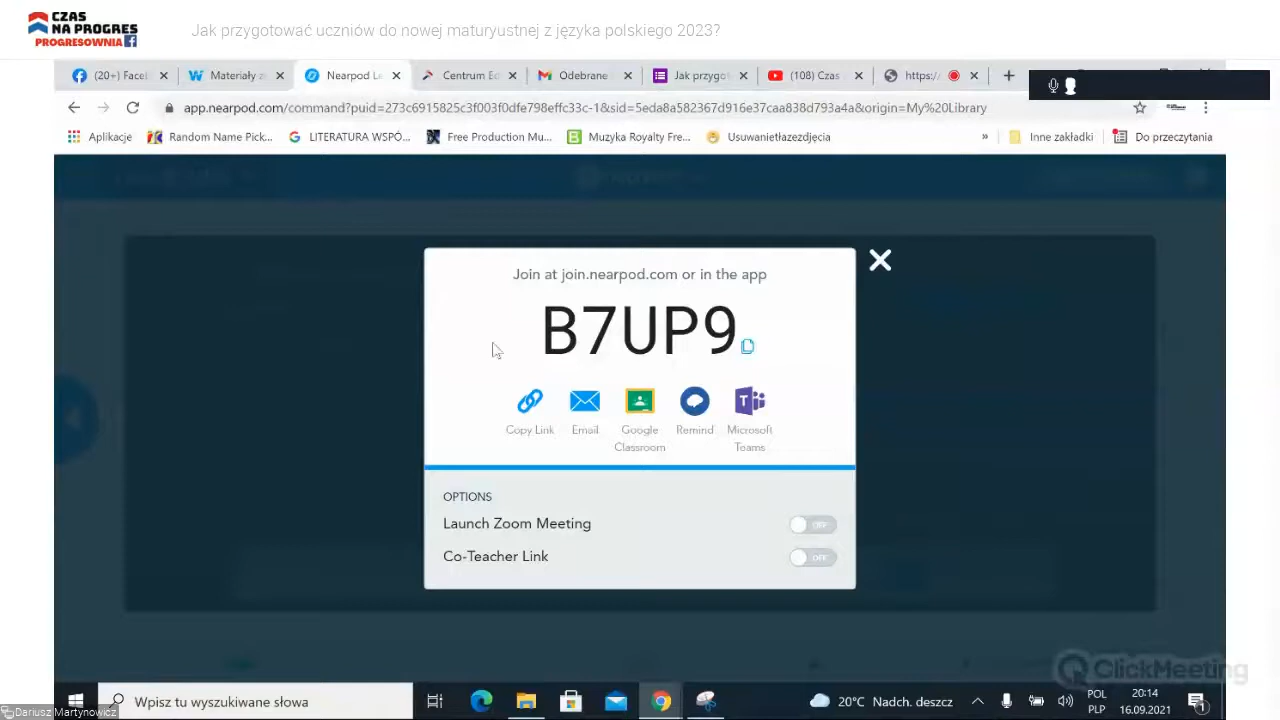 CZAS
NA PROGRES
PROGRESOWNIA
Jak przygotować uczniów do nowej maturyustnej z języka polskiego 2023?
(20+) Facel
Materiały z
Nearpod Le
Centrum Ed
Odebrane
Jak przygot
(108) Czas
https:/
app.nearpod.com/command?puid=273c6915825c3f003f0dfe798effc33c-1&sid=5eda8a582367d916e37caa838d793a4a&origin=My%20Library
Aplikacje
Random Name Pick...
LITERATURA WSPÓ...
Free Production Mu...
Muzyka Royalty Fre...
Usuwanietłazezdjęcia
»
Inne zakładki
Do przeczytania
Join at join.nearpod.com or in the app
B7UP9
Copy Link
Email
Google
Classroom
Remind
Microsoft
Teams
OPTIONS
Launch Zoom Meeting
OFF
Co-Teacher Link
OFF
ClickMeeting
Wpisz tu wyszukiwane słowa
20°C Nadch. deszcz
POL
PLP
20:14
16.09.2021
1
Dariusz Martynowicz